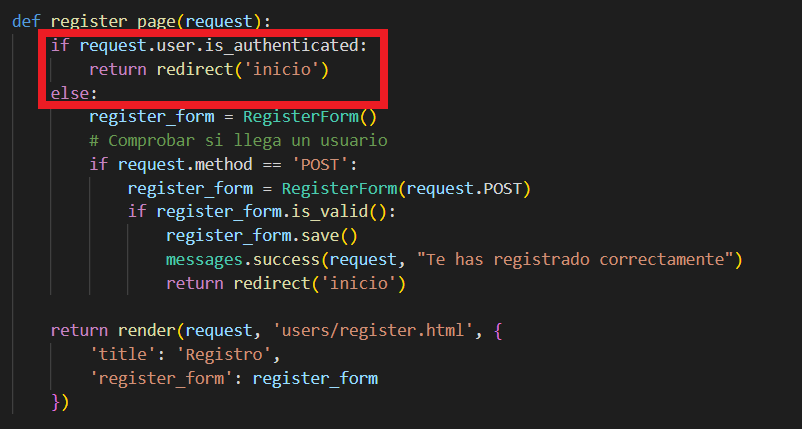 def register_page(request):
    if request.user.is_authenticated:
        return redirect('inicio')
    else:
        register_form = RegisterForm()
        # Comprobar si llega un usuario
        if request.method == 'POST':
            register_form = RegisterForm(request.POST)
            if register_form.is_valid():
                register_form.save()
                messages.success(request, "Te has registrado correctamente")
                return redirect('inicio')
    return render(request, 'users/register.html', {
        'title': 'Registro',
        'register_form': register_form
    })